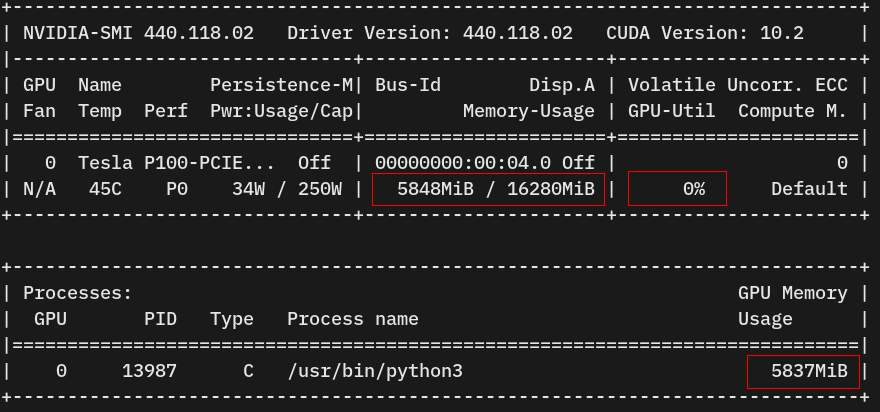 +-----------------------------------------------------------------------------+
| NVIDIA-SMI 440.118.02   Driver Version: 440.118.02   CUDA Version: 10.2     |
|-------------------------------+----------------------+----------------------+
| GPU  Name        Persistence-M| Bus-Id        Disp.A | Volatile Uncorr. ECC |
| Fan  Temp  Perf  Pwr:Usage/Cap|         Memory-Usage | GPU-Util  Compute M. |
|===============================+======================+======================|
|   0  Tesla P100-PCIE...  Off  | 00000000:00:04.0 Off |                    0 |
| N/A   45C    P0    34W / 250W |   5848MiB / 16280MiB |      0%      Default |
+-------------------------------+----------------------+----------------------+
+-----------------------------------------------------------------------------+
| Processes:                                                       GPU Memory |
|  GPU       PID   Type   Process name                             Usage      |
|=============================================================================|
|    0     13987      C   /usr/bin/python3                            5837MiB |
+-----------------------------------------------------------------------------+